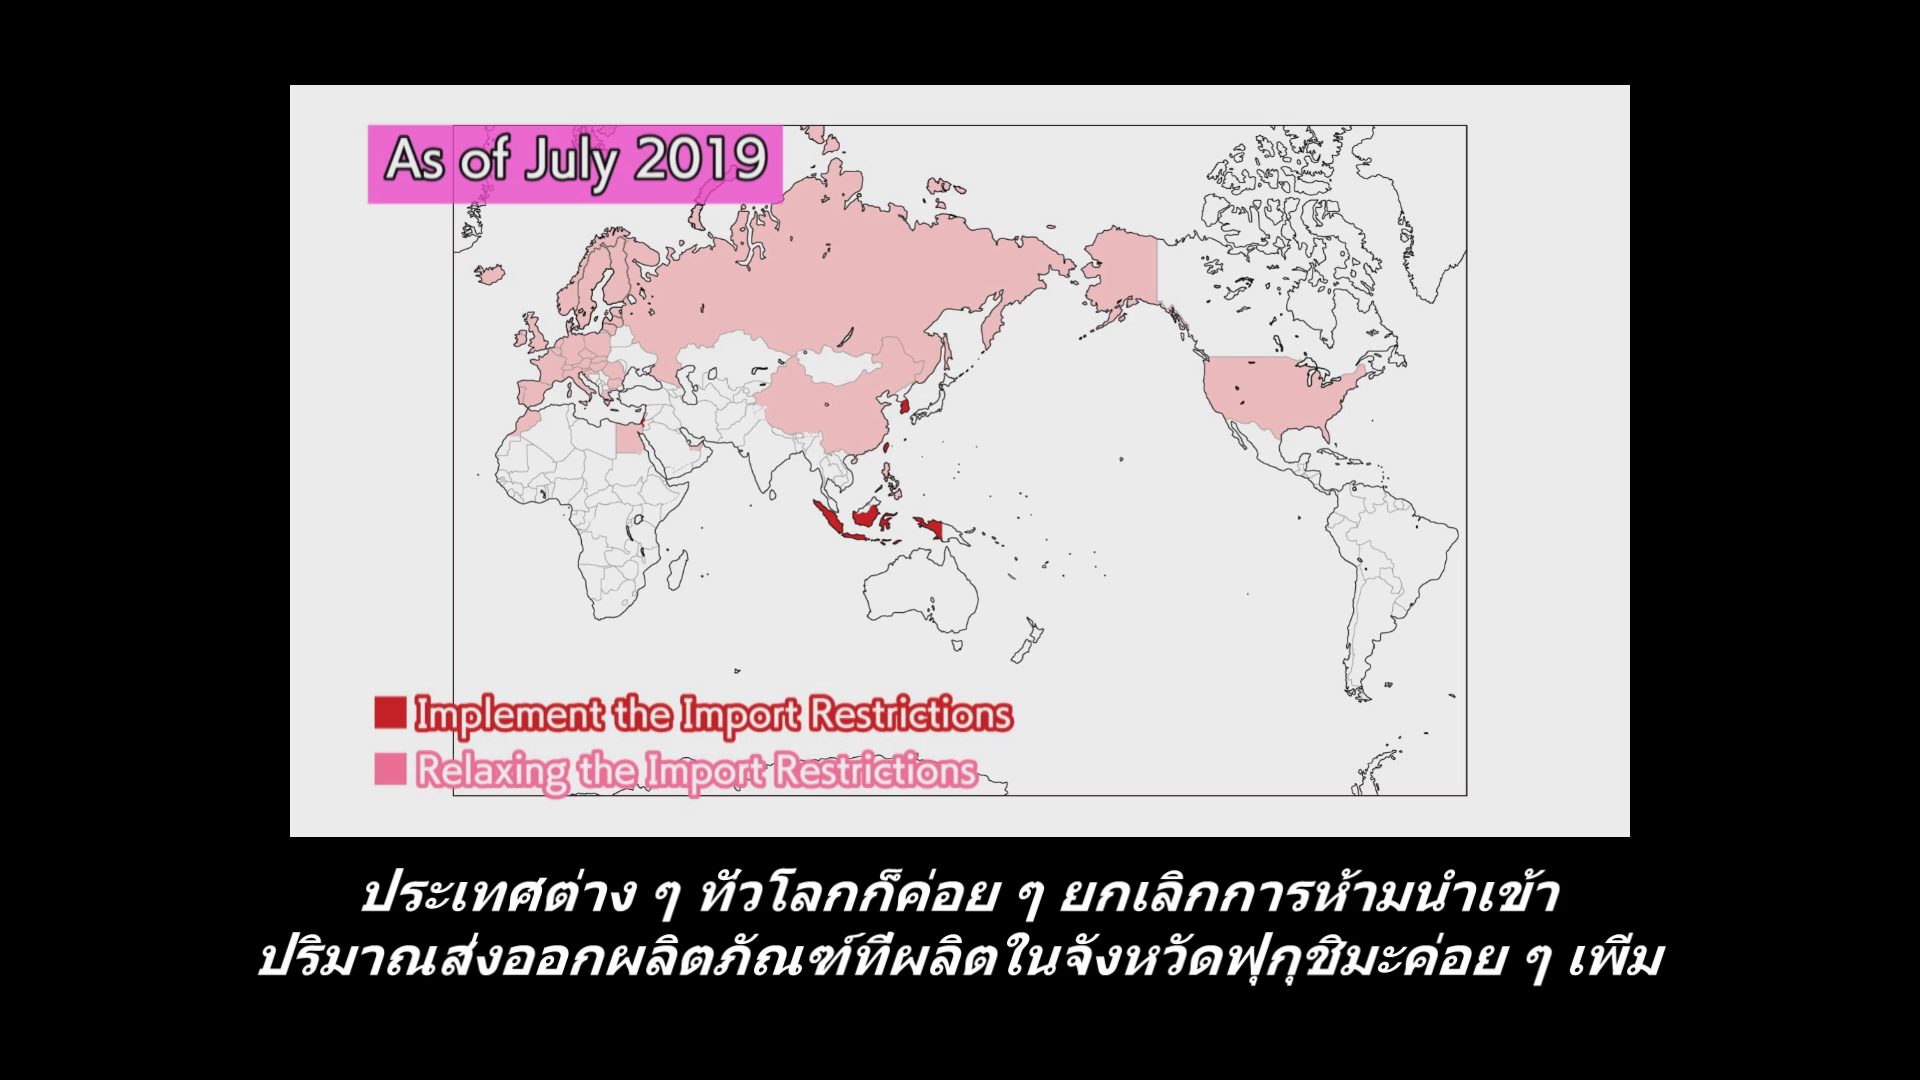 As of July 2019
Implement the Import Restrictions
Relaxing the Import Restrictions
ประเทศต่าง ๆ ทั่วโลกก็ค่อย ๆ ยกเลิกการห้ามนำเข้า
ปริมาณส่งออกผลิตภัณฑ์ที่ผลิตในจังหวัดฟุกุชิมะค่อย ๆ เพิ่ม